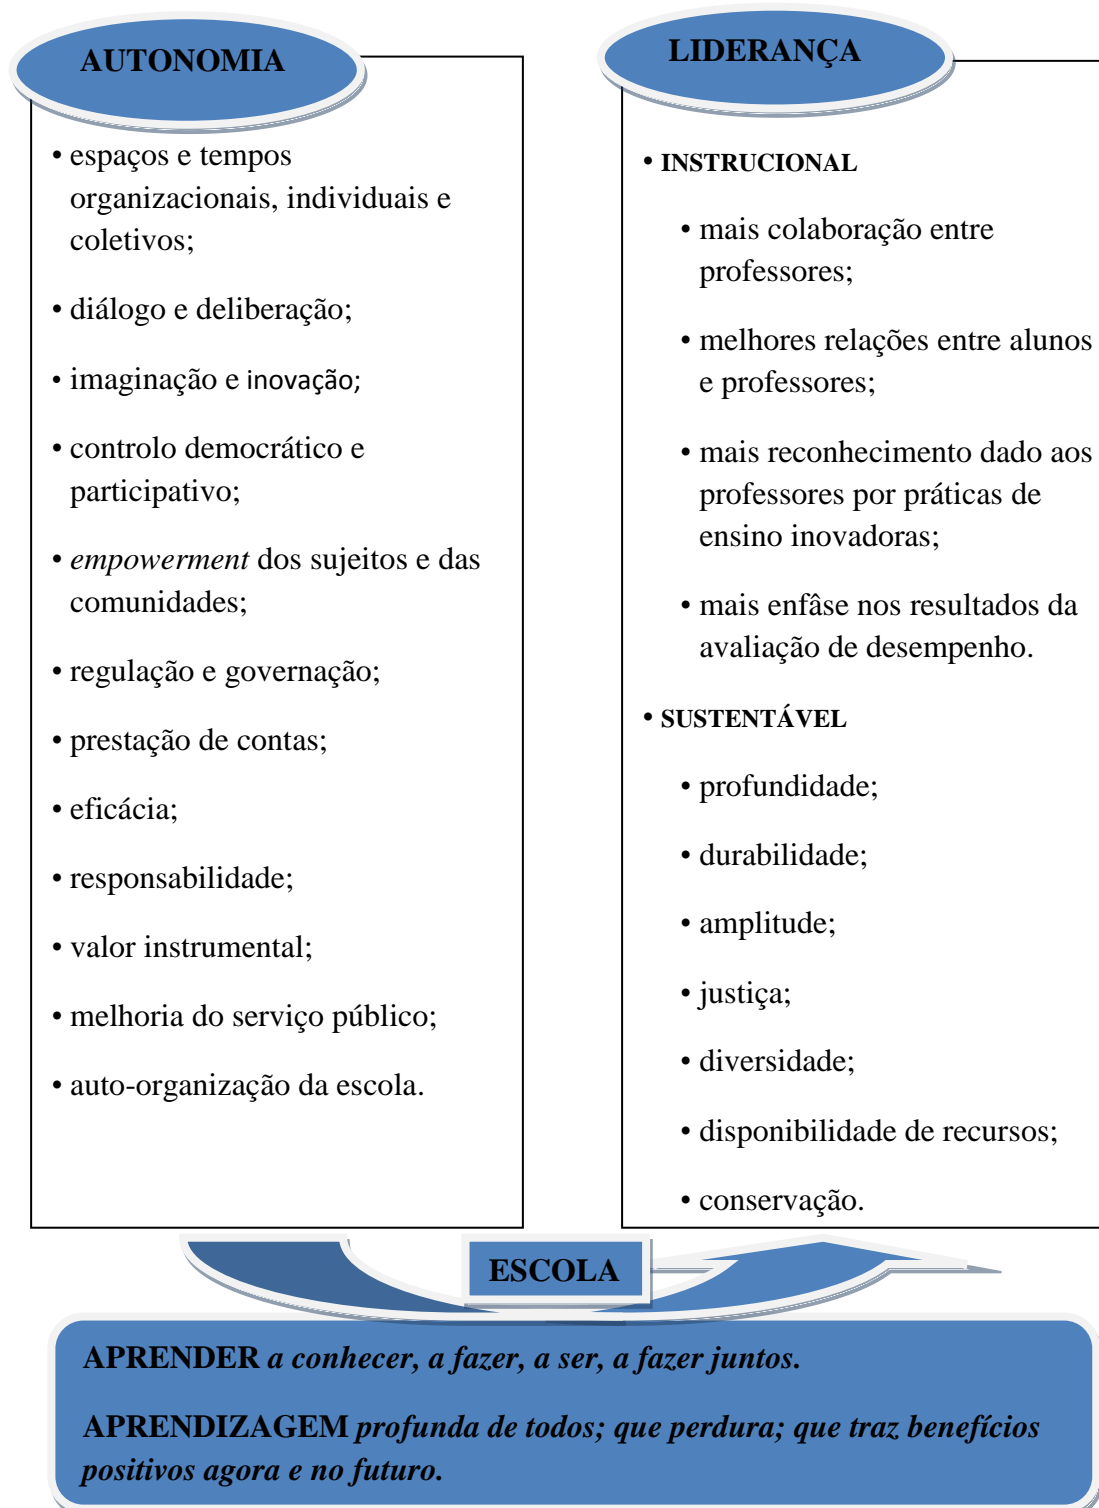 AUTONOMIA
• espaços e tempos
organizacionais, individuais e
coletivos;
• diálogo e deliberação;
• imaginação e inovação;
• controlo democrático e
participativo;
• empowerment dos sujeitos e das
comunidades;
• regulação e governação;
• prestação de contas;
• eficácia;
• responsabilidade;
• valor instrumental;
• melhoria do serviço público;
• auto-organização da escola.
LIDERANÇA
• INSTRUCIONAL
• mais colaboração entre
professores;
• melhores relações entre alunos
e professores;
• mais reconhecimento dado aos
professores por práticas de
ensino inovadoras;
• mais enfâse nos resultados da
avaliação de desempenho.
• SUSTENTÁVEL
• profundidade;
• durabilidade;
• amplitude;
• justiça;
• diversidade;
• disponibilidade de recursos;
• conservação.
ESCOLA
APRENDER a conhecer, a fazer, a ser, a fazer juntos.
APRENDIZAGEM profunda de todos; que perdura; que traz benefícios
positivos agora e no futuro.